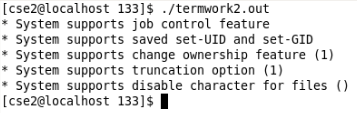 [cse2@localhost 133]$ ./termwork2.out
* System supports job control feature
* System supports saved set-UID and set-GID
* System supports change ownership feature (1)
* System supports truncation option (1)
* System supports disable character for files ()
[cse2@localhost 133]$